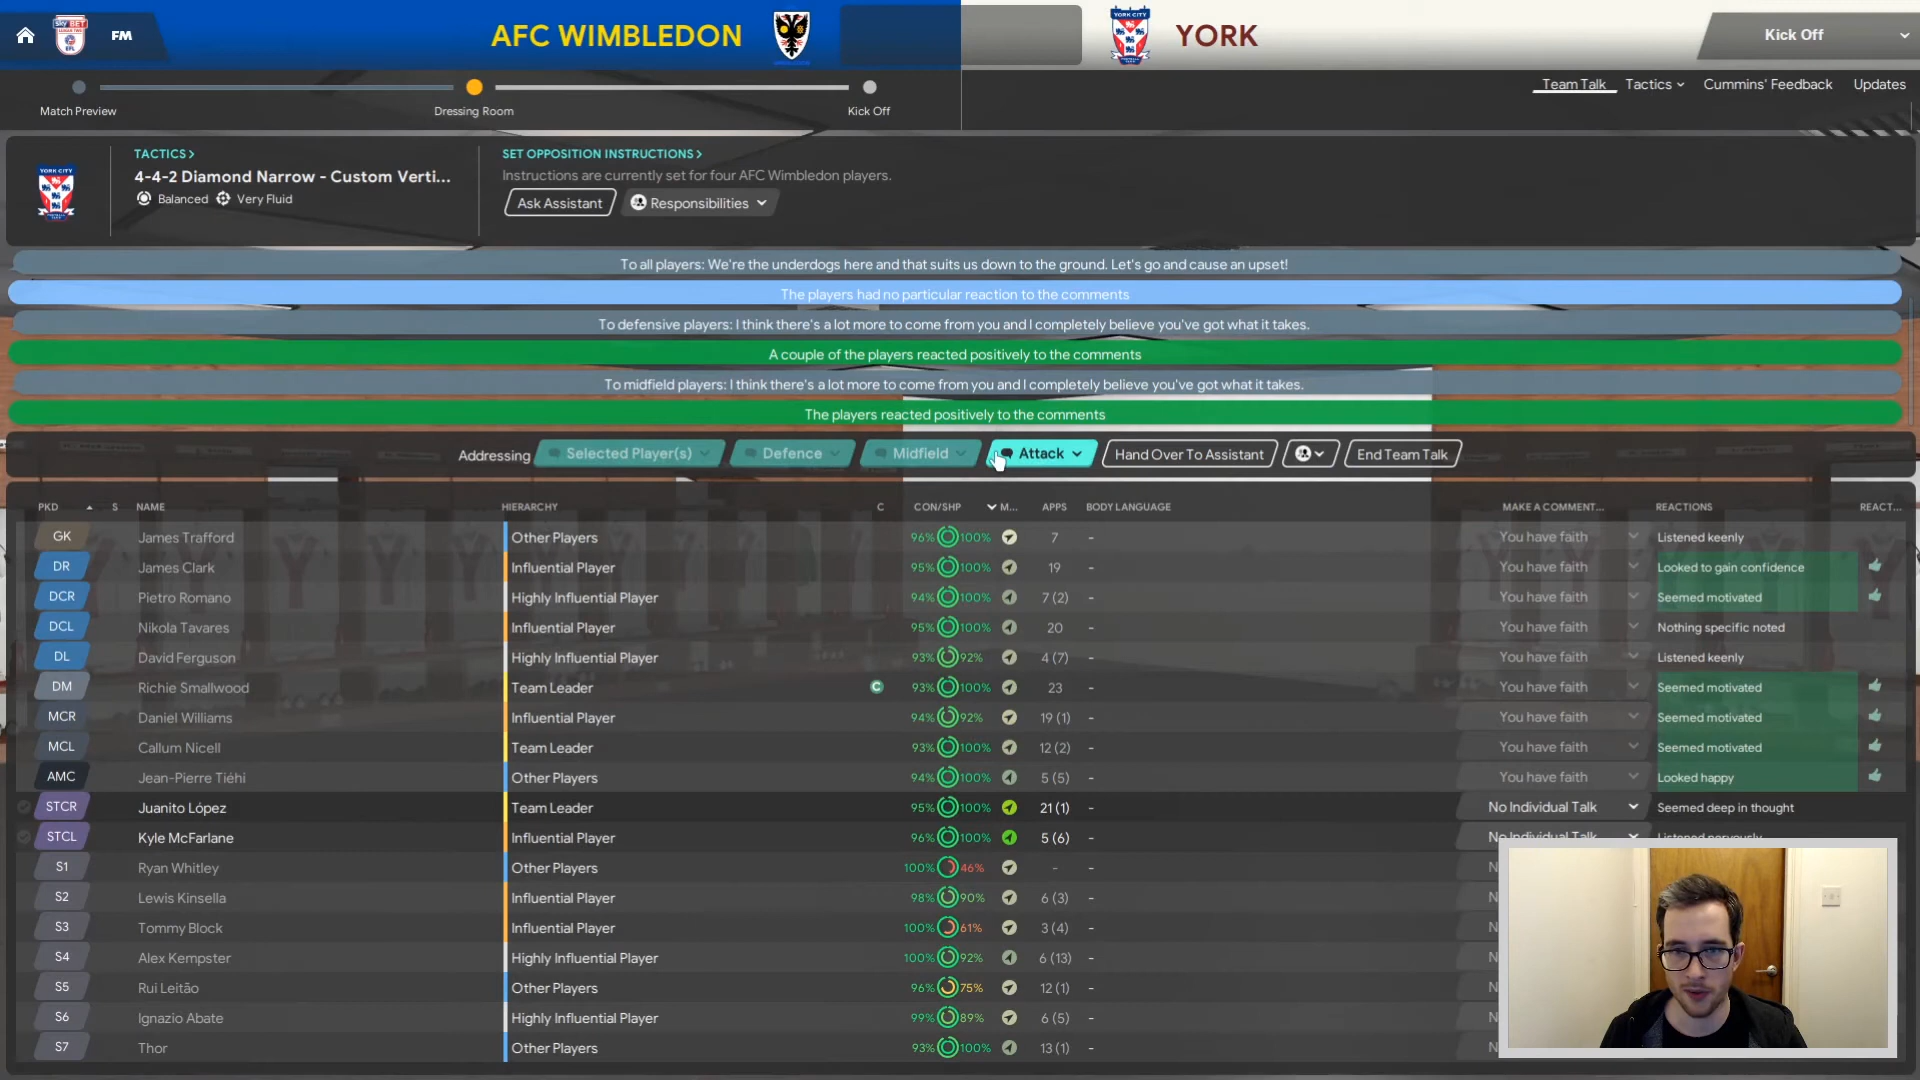 FM
AFC WIMBLEDON
YORK
Kick Off
Match Preview
Dressing Room
Kick Off
Team Talk
Tactics
Cummins' Feedback
Updates
TACTICS
4-4-2 Diamond Narrow - Custom Verti...
Balanced
Very Fluid
SET OPPOSITION INSTRUCTIONS
Instructions are currently set for four AFC Wimbledon players.
Ask Assistant
Responsibilities
To all players: We're the underdogs here and that suits us down to the ground. Let's go and cause an upset!
The players had no particular reaction to the comments
To defensive players: I think there's a lot more to come from you and I completely believe you've got what it takes.
A couple of the players reacted positively to the comments
To midfield players: I think there's a lot more to come from you and I completely believe you've got what it takes.
The players reacted positively to the comments
Addressing
Selected Player(s)
Defence
Midfield
Attack
Hand Over To Assistant
End Team Talk
PKD S NAME HIERARCHY C CON/SHP M... APPS BODY LANGUAGE MAKE A COMMENT... REACTIONS REACT...
GK James Trafford Other Players 96% 100% 7 - You have faith Listened keenly
DR James Clark Influential Player 95% 100% 19 - You have faith Looked to gain confidence
DCR Pietro Romano Highly Influential Player 94% 100% 7 (2) - You have faith Seemed motivated
DCL Nikola Tavares Influential Player 95% 100% 20 - You have faith Nothing specific noted
DL David Ferguson Highly Influential Player 93% 92% 4 (7) - You have faith Listened keenly
DM Richie Smallwood Team Leader C 93% 100% 23 - You have faith Seemed motivated
MCR Daniel Williams Influential Player 94% 92% 19 (1) - You have faith Seemed motivated
MCL Callum Nicell Team Leader 93% 100% 12 (2) - You have faith Seemed motivated
AMC Jean-Pierre Tiéhi Other Players 94% 100% 5 (5) - You have faith Looked happy
STCR Juanito López Team Leader 95% 100% 21 (1) - No Individual Talk Seemed deep in thought
STCL Kyle McFarlane Influential Player 96% 100% 5 (6) - No Individual Talk Listened nervously
S1 Ryan Whitley Other Players 100% 46% - - N
S2 Lewis Kinsella Influential Player 98% 90% 6 (3) - N
S3 Tommy Block Influential Player 100% 61% 3 (4) - N
S4 Alex Kempster Highly Influential Player 100% 92% 6 (13) - N
S5 Rui Leitão Other Players 96% 75% 12 (1) - N
S6 Ignazio Abate Highly Influential Player 99% 89% 6 (5) - N
S7 Thor Other Players 93% 100% 13 (1) - N